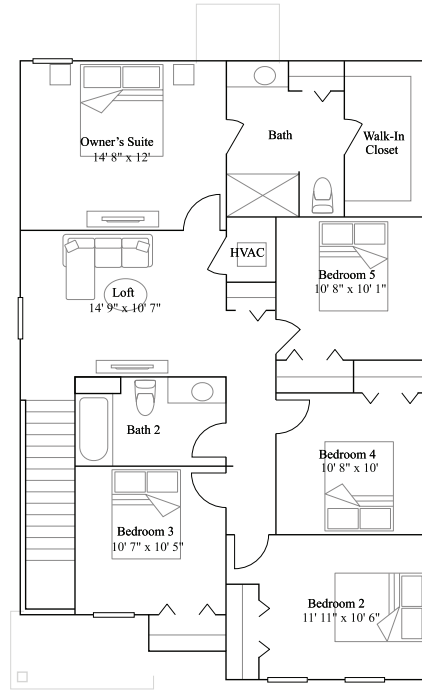 Owner's Suite
14' 8" x 12'
Bath
Walk-In
Closet
HVAC
Bedroom 5
10' 8" x 10' 1"
Loft
14' 9" x 10' 7"
Bath 2
Bedroom 4
10' 8" x 10'
Bedroom 3
10' 7" x 10' 5"
Bedroom 2
11' 11" x 10' 6"